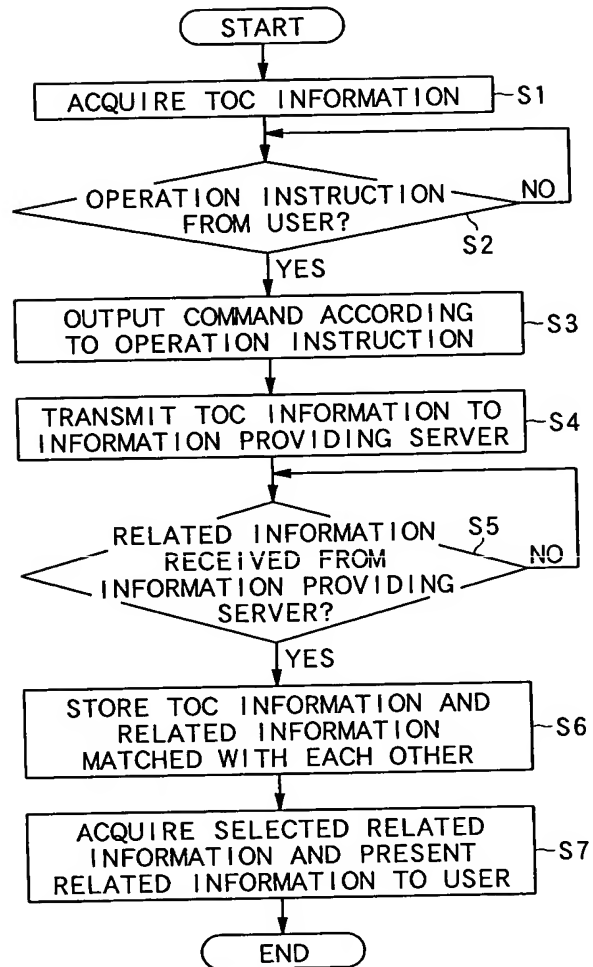 START
ACQUIRE TOC INFORMATION
S1
OPERATION INSTRUCTION
FROM USER?
NO
S2
YES
OUTPUT COMMAND ACCORDING
TO OPERATION INSTRUCTION
S3
TRANSMIT TOC INFORMATION TO
INFORMATION PROVIDING SERVER
S4
RELATED INFORMATION
RECEIVED FROM
INFORMATION PROVIDING
SERVER?
S5
NO
YES
STORE TOC INFORMATION AND
RELATED INFORMATION
MATCHED WITH EACH OTHER
S6
ACQUIRE SELECTED RELATED
INFORMATION AND PRESENT
RELATED INFORMATION TO USER
S7
END